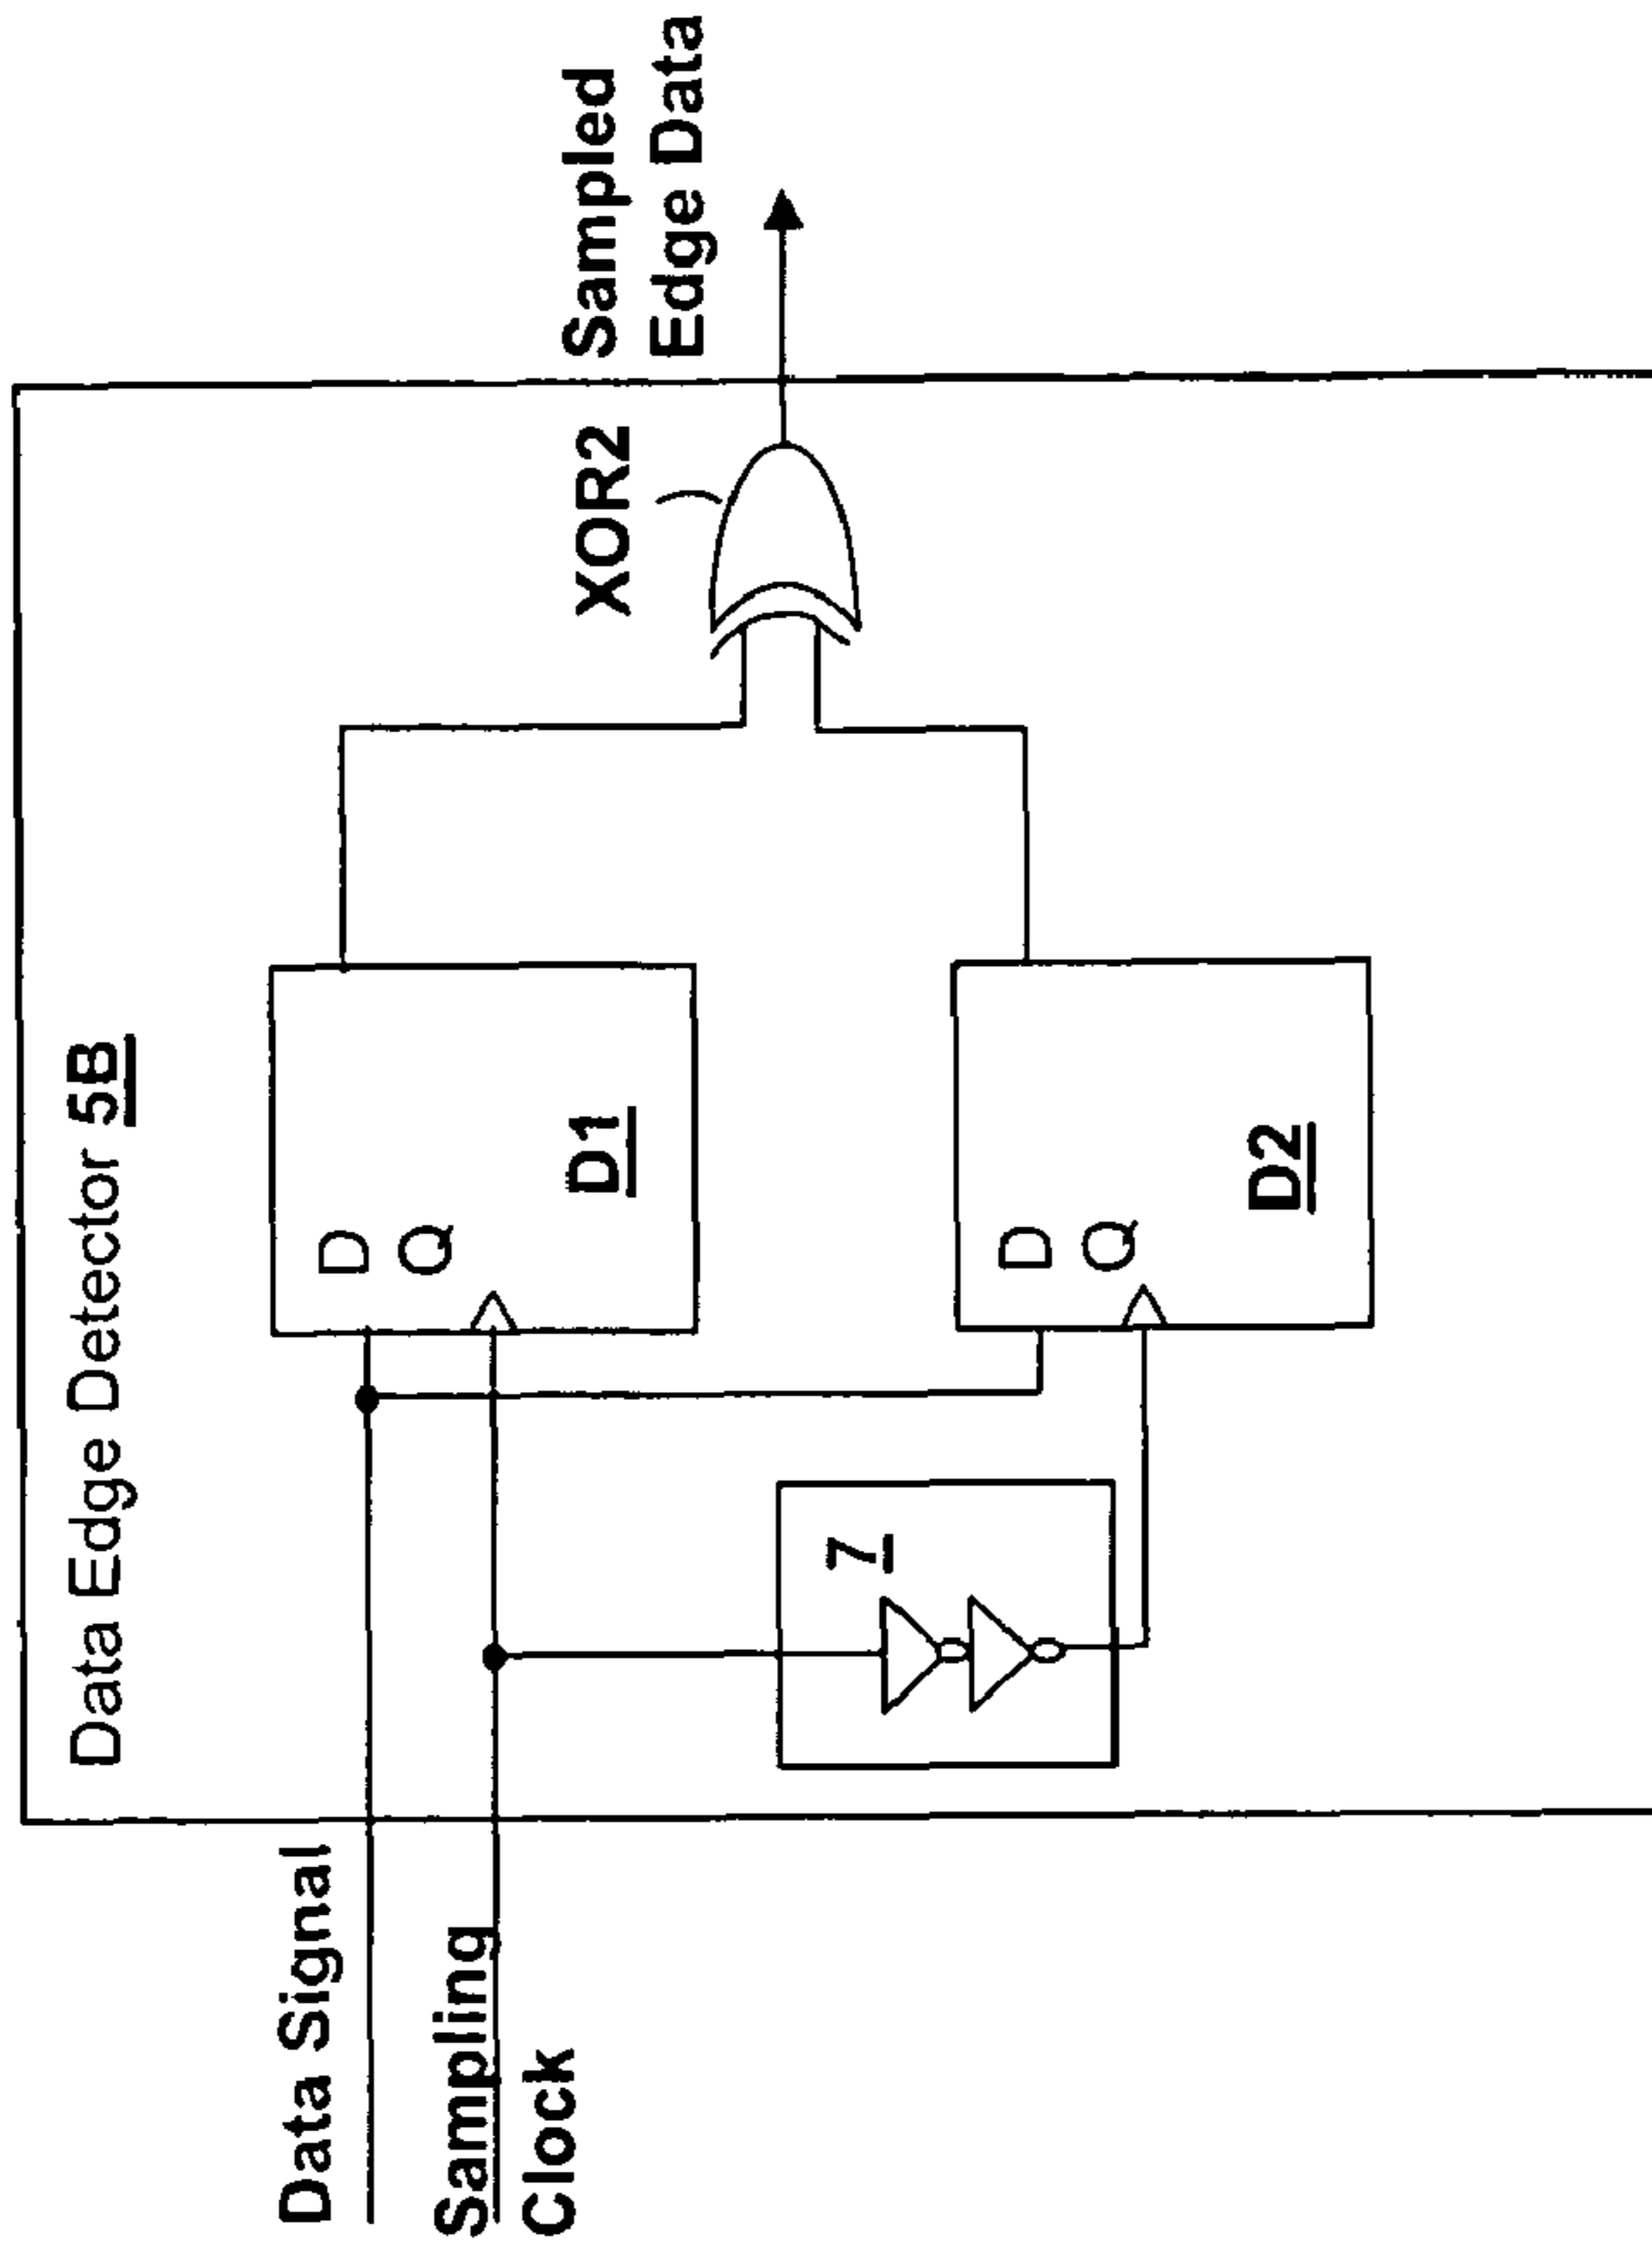 Data Edge Detector 5B
Data Signal
Sampling
Clock
D
Q
D1
7
D
Q
D2
XOR2
Sampled
Edge Data